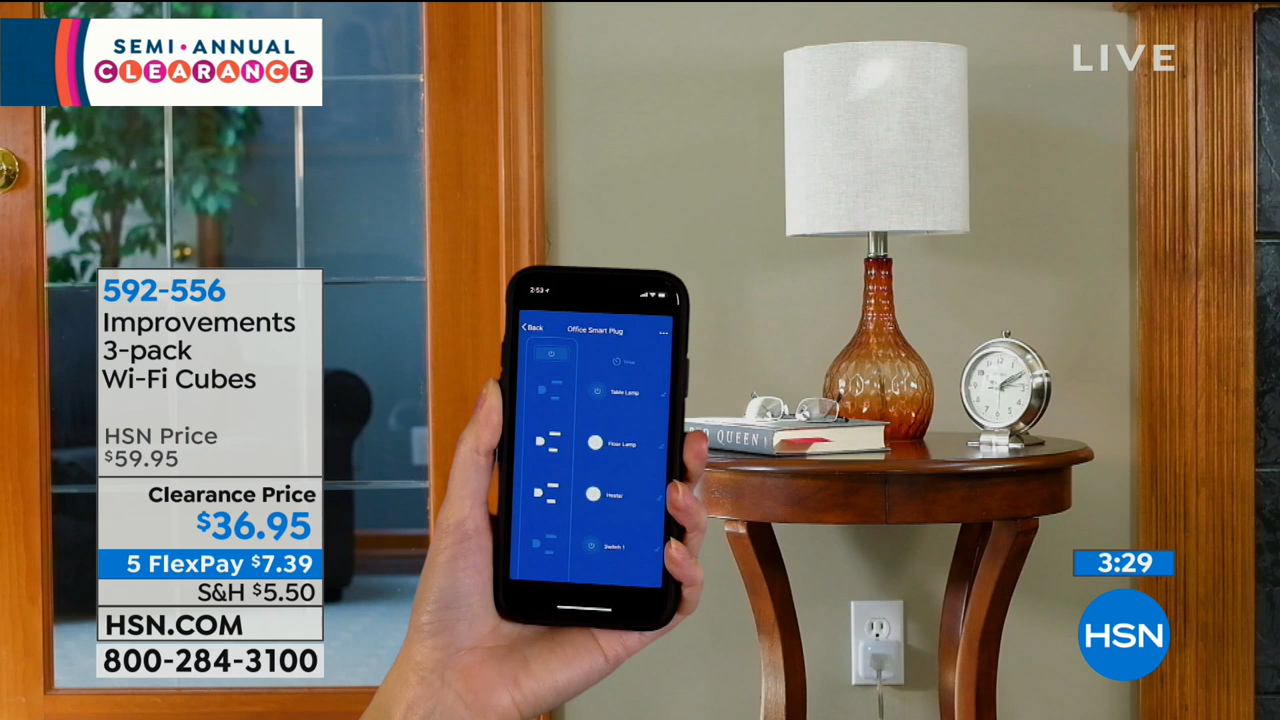 SEMI • ANNUAL
CLEARANCE
LIVE
592-556
Improvements
3-pack
Wi-Fi Cubes
HSN Price
$59.95
Clearance Price
$36.95
5 FlexPay $7.39
S&H $5.50
HSN.COM
800-284-3100
2:53
Back
Office Smart Plug
Timer
Table Lamp
Floor Lamp
Heater
Switch 1
QUEEN
3:29
HSN